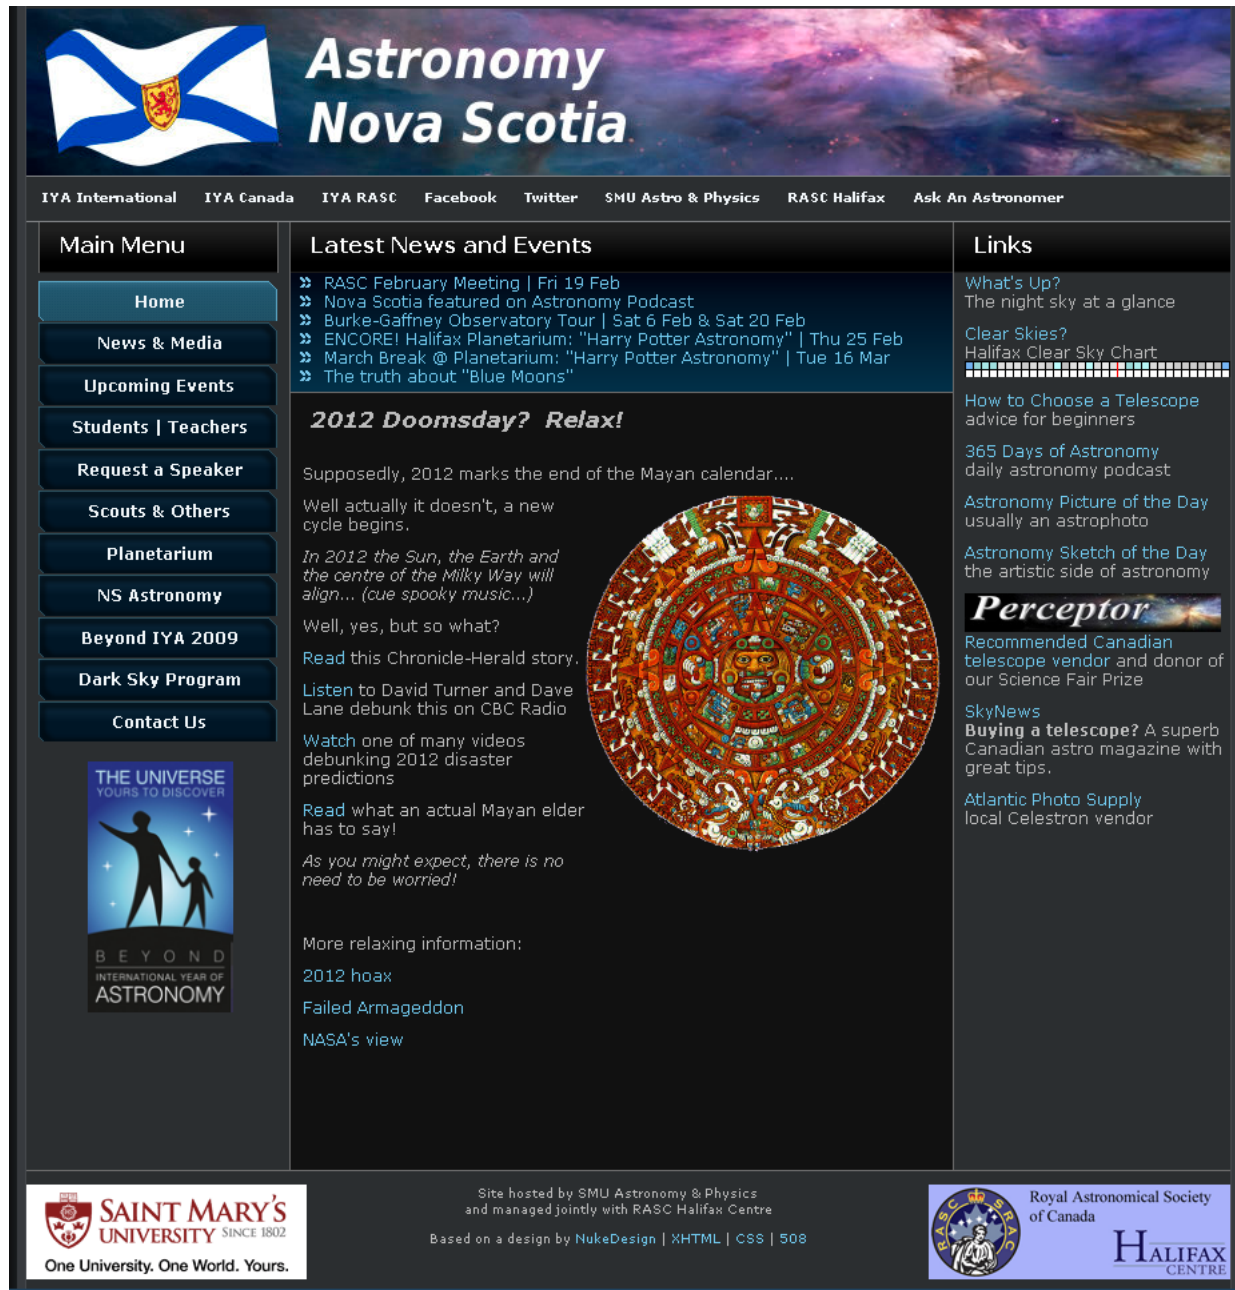 Astronomy
Nova Scotia
IYA International IYA Canada IYA RASC Facebook Twitter SMU Astro & Physics RASC Halifax Ask An Astronomer
Main Menu
Home
News & Media
Upcoming Events
Students | Teachers
Request a Speaker
Scouts & Others
Planetarium
NS Astronomy
Beyond IYA 2009
Dark Sky Program
Contact Us
THE UNIVERSE
YOURS TO DISCOVER
BEYOND
INTERNATIONAL YEAR OF
ASTRONOMY
Latest News and Events
RASC February Meeting | Fri 19 Feb
Nova Scotia featured on Astronomy Podcast
Burke-Gaffney Observatory Tour | Sat 6 Feb & Sat 20 Feb
ENCORE! Halifax Planetarium: "Harry Potter Astronomy" | Thu 25 Feb
March Break @ Planetarium: "Harry Potter Astronomy" | Tue 16 Mar
The truth about "Blue Moons"
2012 Doomsday? Relax!
Supposedly, 2012 marks the end of the Mayan calendar....
Well actually it doesn't, a new
cycle begins.
In 2012 the Sun, the Earth and
the centre of the Milky Way will
align... (cue spooky music...)
Well, yes, but so what?
Read this Chronicle-Herald story.
Listen to David Turner and Dave
Lane debunk this on CBC Radio
Watch one of many videos
debunking 2012 disaster
predictions
Read what an actual Mayan elder
has to say!
As you might expect, there is no
need to be worried!
More relaxing information:
2012 hoax
Failed Armageddon
NASA's view
Links
What's Up?
The night sky at a glance
Clear Skies?
Halifax Clear Sky Chart
How to Choose a Telescope
advice for beginners
365 Days of Astronomy
daily astronomy podcast
Astronomy Picture of the Day
usually an astrophoto
Astronomy Sketch of the Day
the artistic side of astronomy
Perceptor
Recommended Canadian
telescope vendor and donor of
our Science Fair Prize
SkyNews
Buying a telescope? A superb
Canadian astro magazine with
great tips.
Atlantic Photo Supply
local Celestron vendor
SAINT MARY'S
UNIVERSITY SINCE 1802
One University. One World. Yours.
Site hosted by SMU Astronomy & Physics
and managed jointly with RASC Halifax Centre
Based on a design by NukeDesign | XHTML | CSS | 508
RASC SRAC
Royal Astronomical Society
of Canada
HALIFAX
CENTRE